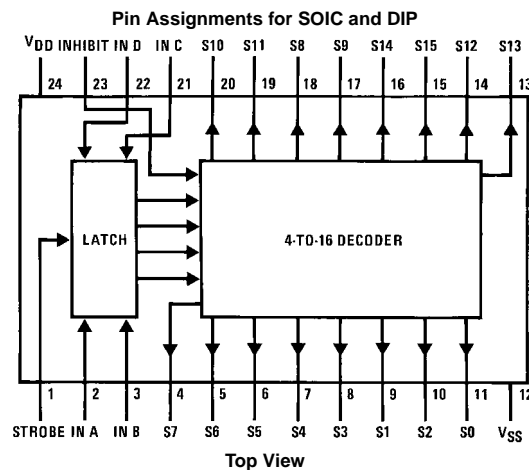 Pin Assignments for SOIC and DIP
VDD INHIBIT IN D IN C S10 S11 S8 S9 S14 S15 S12 S13
24 23 22 21 20 19 18 17 16 15 14 13
LATCH
4-TO-16 DECODER
1 2 3 4 5 6 7 8 9 10 11 12
STROBE IN A IN B S7 S6 S5 S4 S3 S1 S2 S0 VSS
Top View